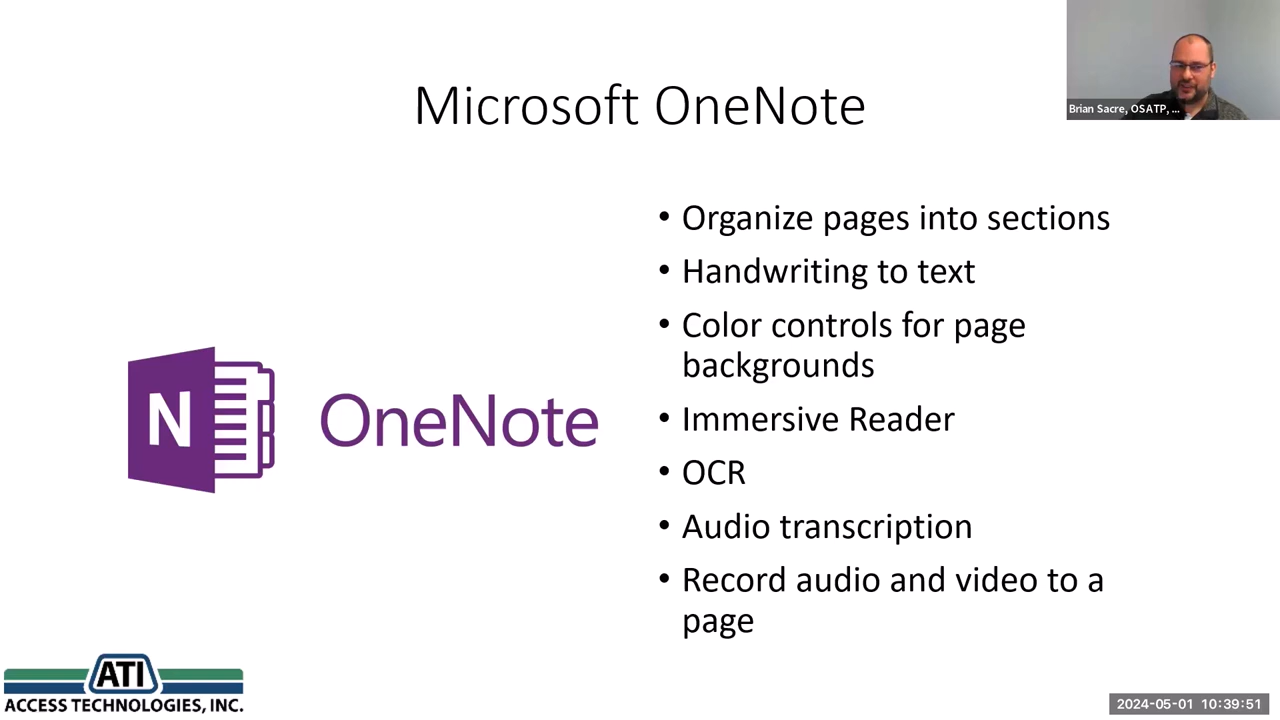 Microsoft OneNote
Brian Sacre, OSATP, ...
• Organize pages into sections
• Handwriting to text
• Color controls for page
backgrounds
• Immersive Reader
• OCR
• Audio transcription
• Record audio and video to a
page
N OneNote
ATI
ACCESS TECHNOLOGIES, INC.
2024-05-01 10:39:51